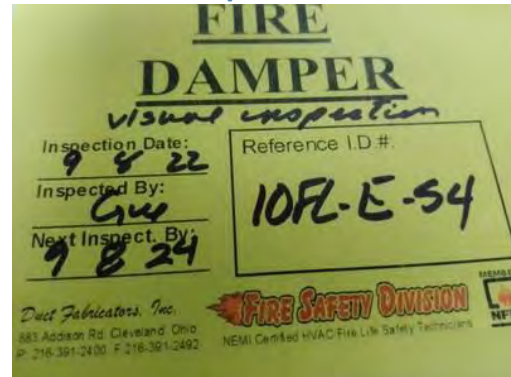 FIRE
DAMPER
visual inspection
Inspection Date:
9 8 22
Inspected By:
Gus
Next Inspect. By:
9 8 24
Reference I.D.#.
10FL-E-S4
Duct Fabricators, Inc.
883 Addison Rd. Cleveland, Ohio
P: 216-391-2400 F 216-391-2492
FIRE SAFETY DIVISION
NEMI Certified HVAC Fire Life Safety Technicians